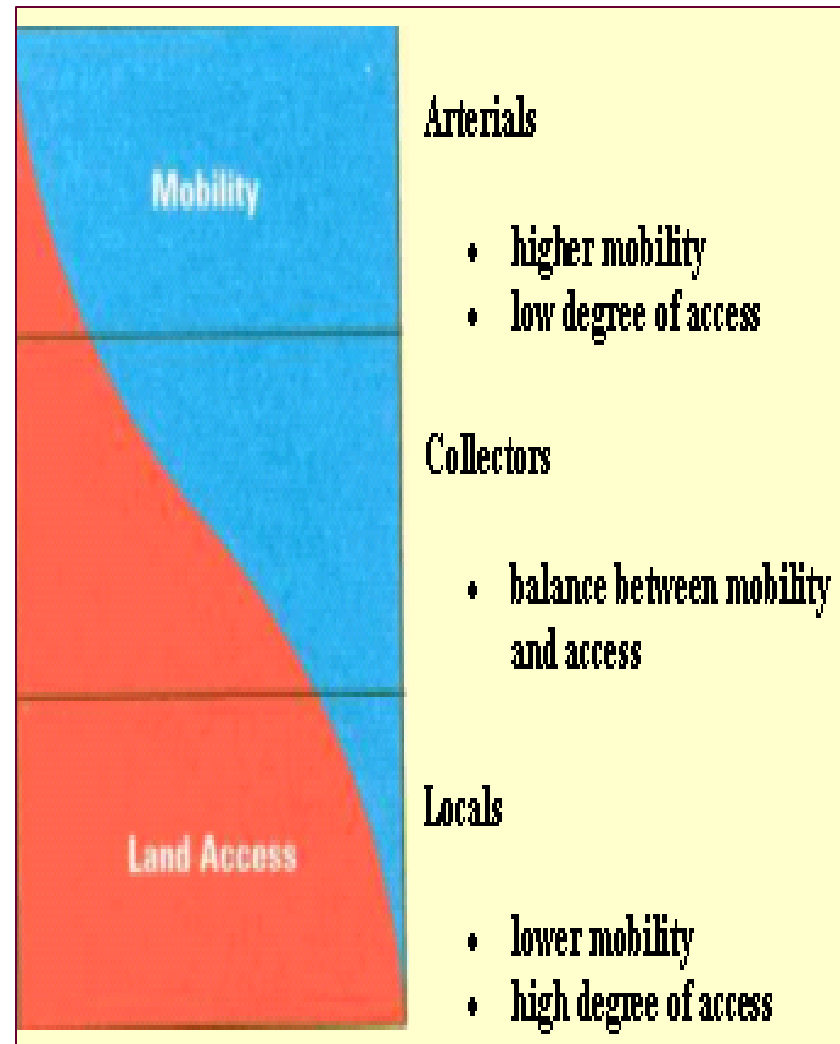 Mobility
Land Access
Arterials
• higher mobility
• low degree of access
Collectors
• balance between mobility
and access
Locals
• lower mobility
• high degree of access